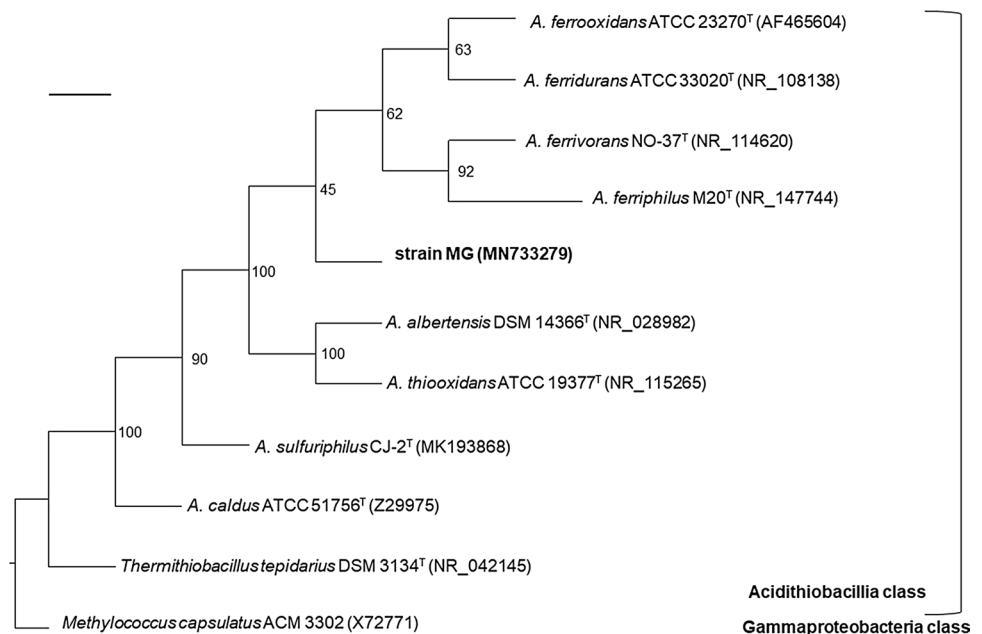 A. ferrooxidans ATCC 23270T (AF465604)
63
A. ferridurans ATCC 33020T (NR_108138)
62
A. ferrivorans NO-37T (NR_114620)
92
A. ferriphilus M20T (NR_147744)
45
strain MG (MN733279)
100
A. albertensis DSM 14366T (NR_028982)
100
90
A. thiooxidans ATCC 19377T (NR_115265)
100
A. sulfuriphilus CJ-2T (MK193868)
A. caldus ATCC 51756T (Z29975)
Thermithiobacillus tepidarius DSM 3134T (NR_042145)
Acidithiobacillia class
Methylococcus capsulatus ACM 3302 (X72771)
Gammaproteobacteria class